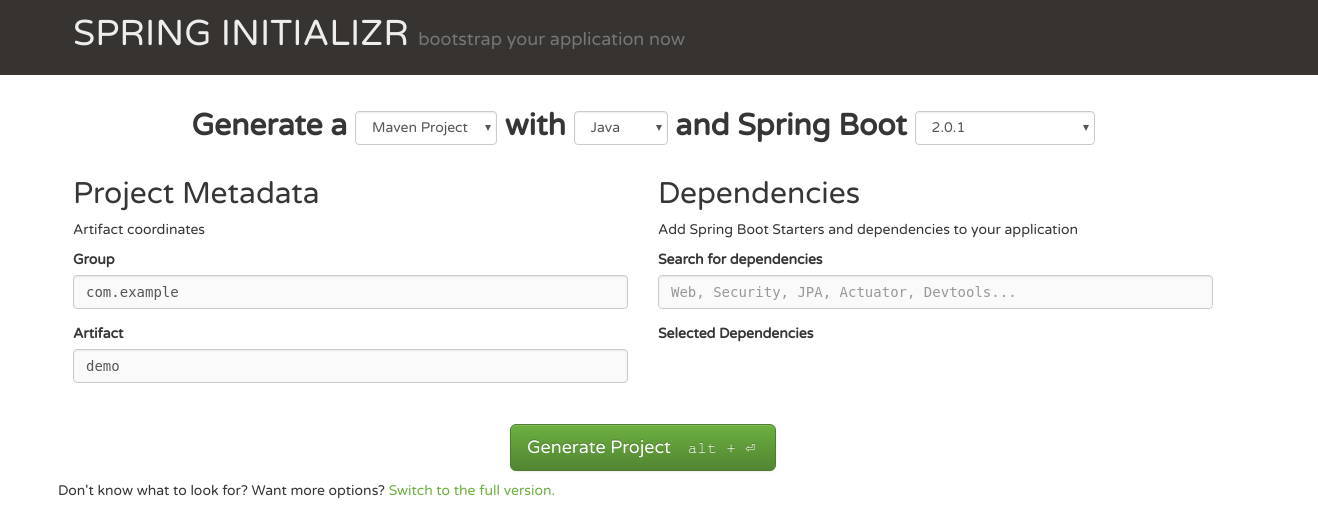 SPRING INITIALIZR bootstrap your application now
Generate a Maven Project with Java and Spring Boot 2.0.1
Project Metadata
Artifact coordinates
Group
com.example
Artifact
demo
Dependencies
Add Spring Boot Starters and dependencies to your application
Search for dependencies
Web, Security, JPA, Actuator, Devtools...
Selected Dependencies
Generate Project alt + ⏎
Don't know what to look for? Want more options? Switch to the full version.